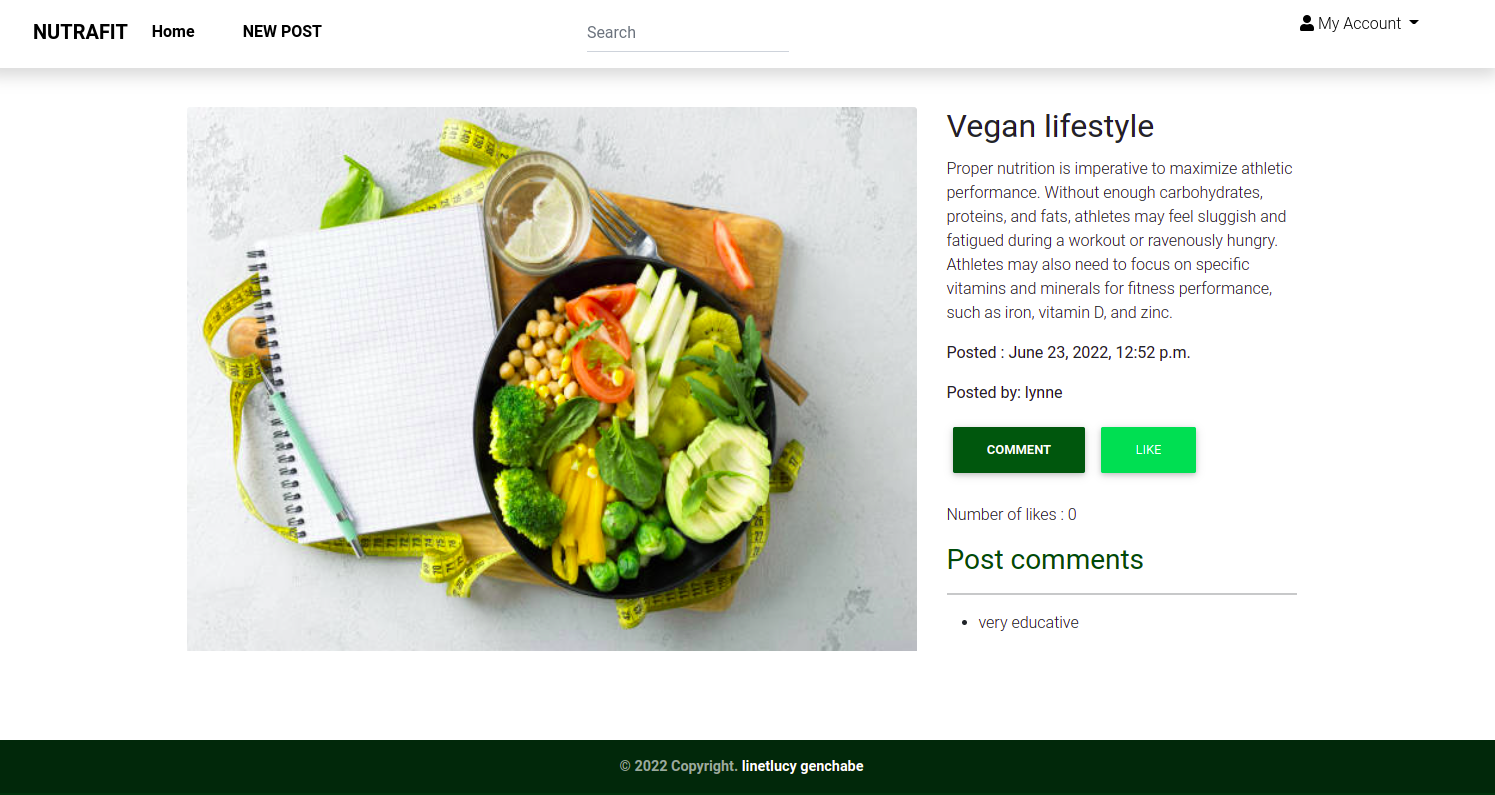 NUTRAFIT Home NEW POST Search My Account
Vegan lifestyle
Proper nutrition is imperative to maximize athletic
performance. Without enough carbohydrates,
proteins, and fats, athletes may feel sluggish and
fatigued during a workout or ravenously hungry.
Athletes may also need to focus on specific
vitamins and minerals for fitness performance,
such as iron, vitamin D, and zinc.
Posted : June 23, 2022, 12:52 p.m.
Posted by: lynne
COMMENT LIKE
Number of likes : 0
Post comments
very educative
© 2022 Copyright. linetlucy genchabe